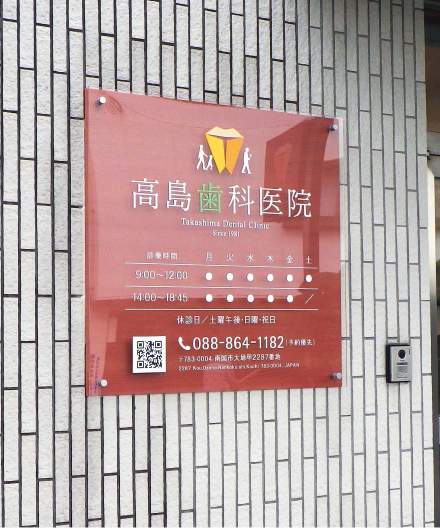 高島歯科医院
Takashima Dental Clinic
Since 1981
診療時間 月 火 水 木 金 土
9:00~12:00 ● ● ● ● ● ●
14:00~18:45 ● ● ● ● ● ／
休診日／土曜午後・日曜・祝日
088-864-1182(予約優先)
〒783-0004 南国市大埇甲2287番地